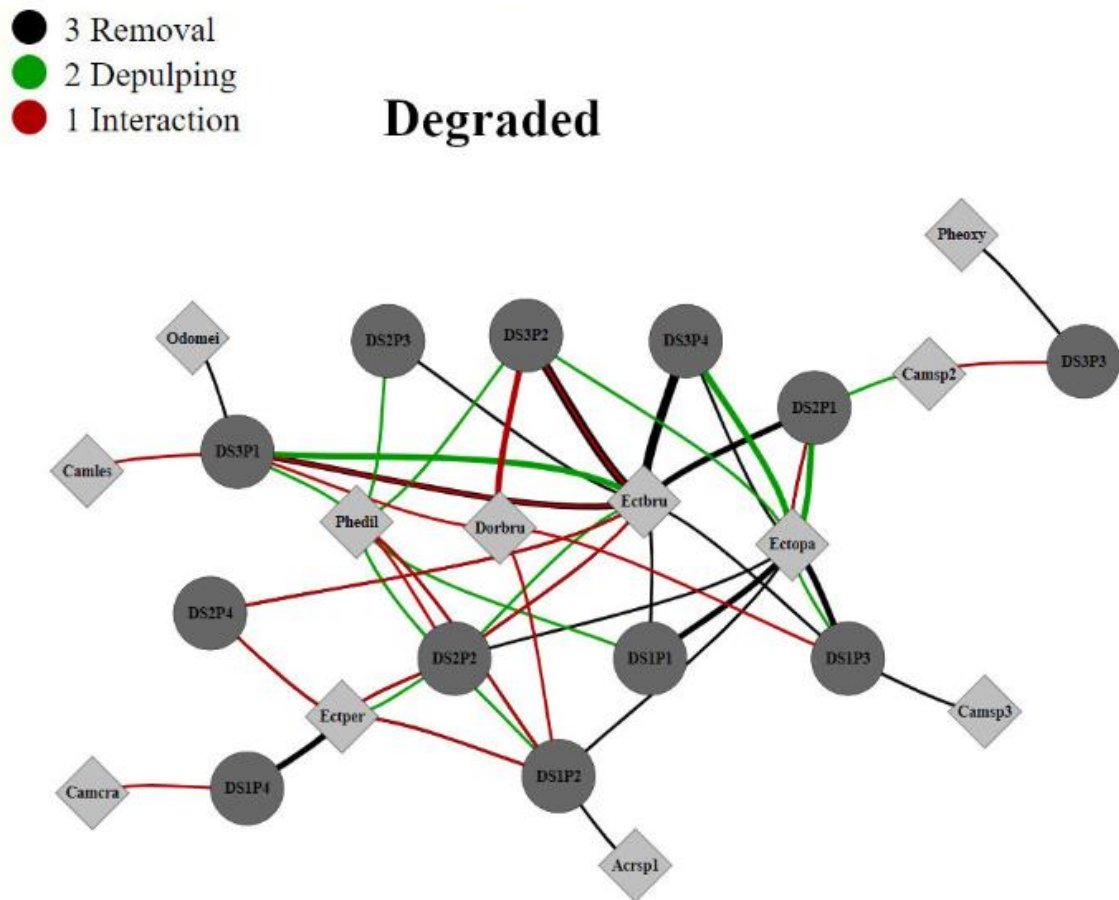 3 Removal
2 Depulping
1 Interaction
Degraded
Pheoxy
Odomei
DS2P3
DS3P2
DS3P4
DS3P3
Camsp2
DS2P1
DS3P1
Camles
Ectbru
Phedil
Dorbru
Ectopa
DS2P4
DS2P2
DS1P1
DS1P3
Ectper
Camsp3
DS1P4
Camcra
DS1P2
Acrsp1